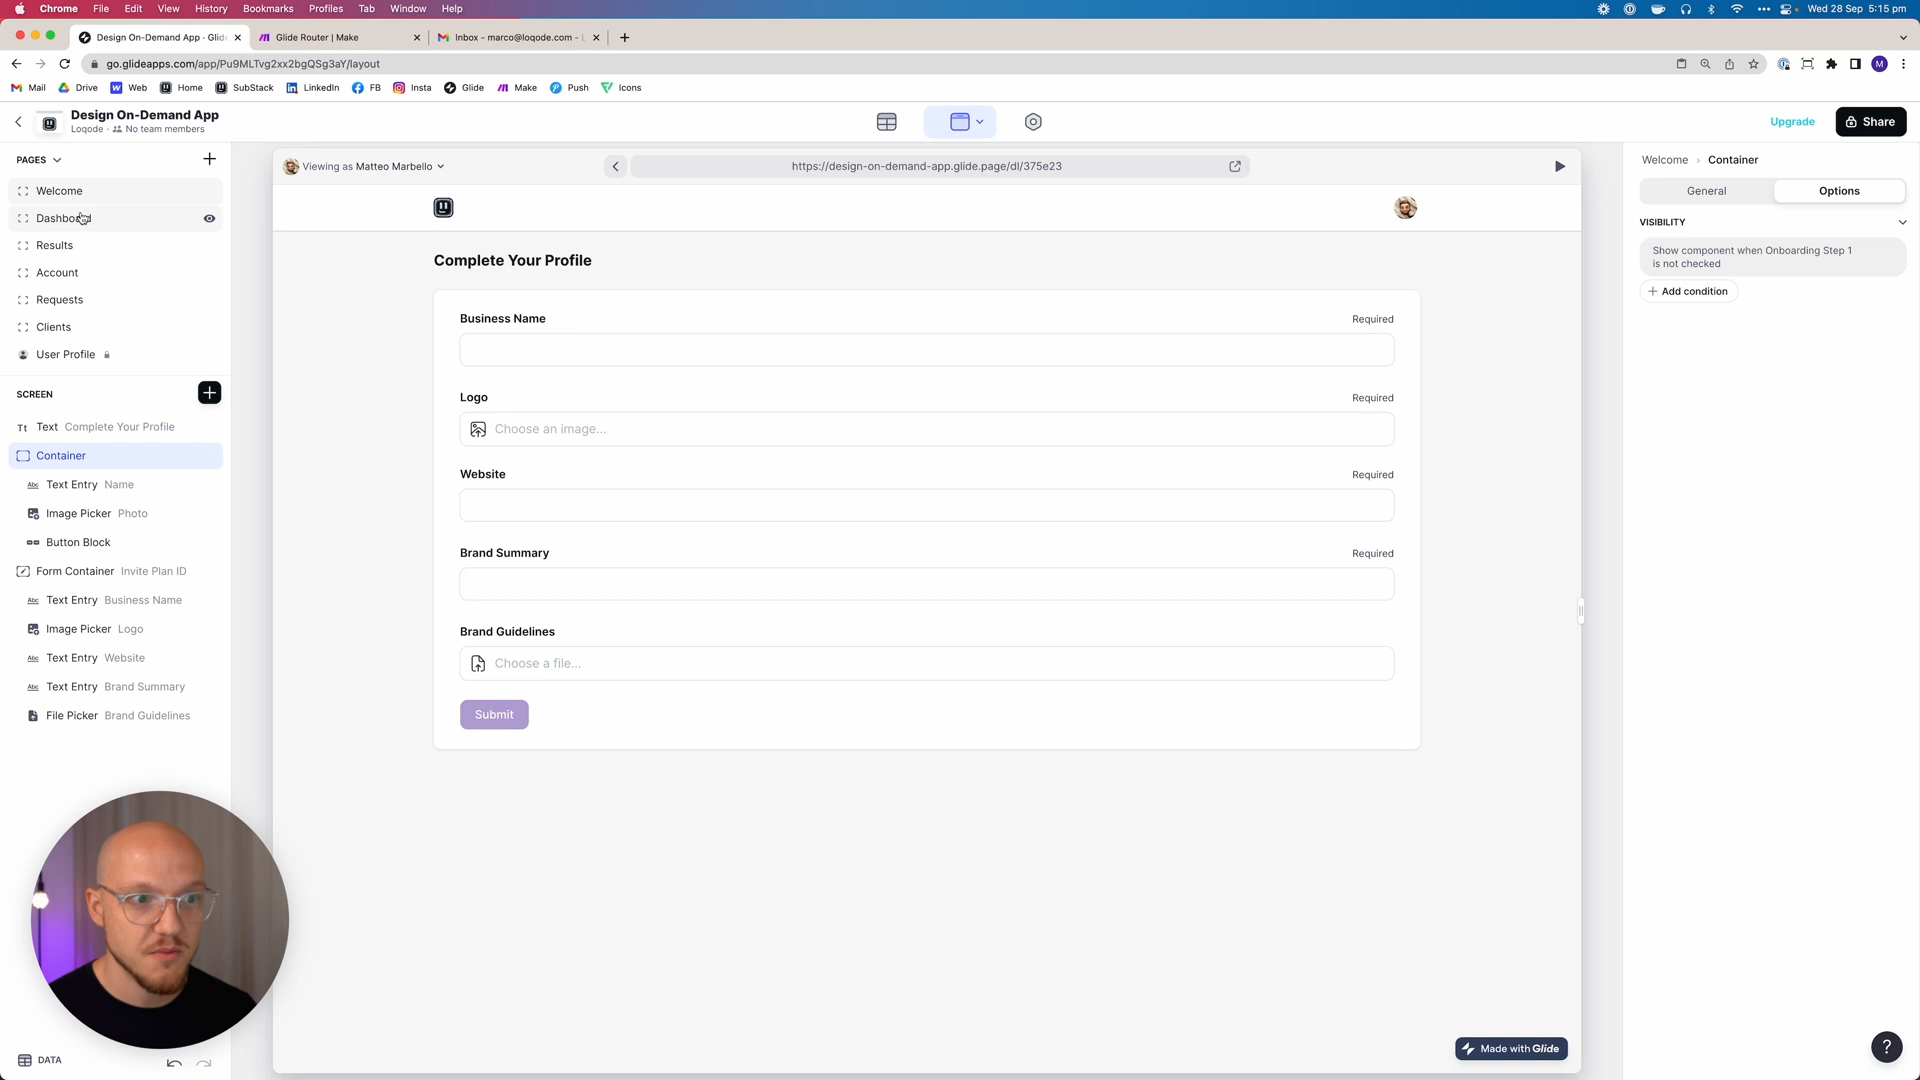 Chrome File Edit View History Bookmarks Profiles Tab Window Help
Wed 28 Sep 5:15 pm
Design On-Demand App · Glide
Glide Router | Make
Inbox - marco@loqode.com - L
go.glideapps.com/app/Pu9MLTvg2xx2bgQSg3aY/layout
Mail Drive Web Home SubStack LinkedIn FB Insta Glide Make Push Icons
Design On-Demand App
Loqode · No team members
Upgrade
Share
PAGES
Welcome
Dashboard
Results
Account
Requests
Clients
User Profile
SCREEN
Text Complete Your Profile
Container
Text Entry Name
Image Picker Photo
Button Block
Form Container Invite Plan ID
Text Entry Business Name
Image Picker Logo
Text Entry Website
Text Entry Brand Summary
File Picker Brand Guidelines
DATA
Viewing as Matteo Marbello
https://design-on-demand-app.glide.page/dl/375e23
Complete Your Profile
Business Name Required
Logo Required
Choose an image...
Website Required
Brand Summary Required
Brand Guidelines
Choose a file...
Submit
Made with Glide
Welcome › Container
General Options
VISIBILITY
Show component when Onboarding Step 1
is not checked
+ Add condition
?